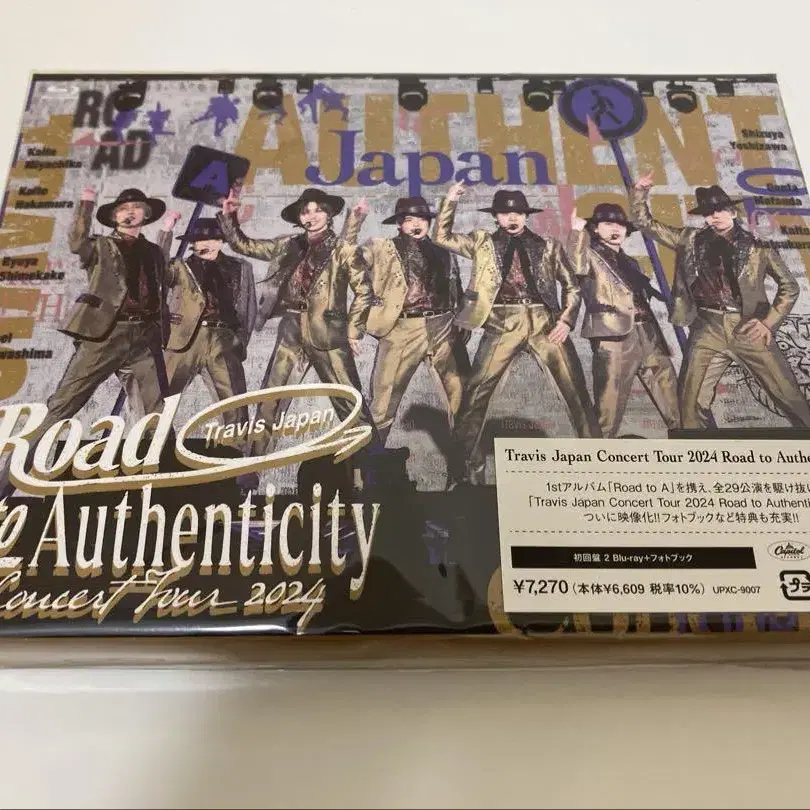 RO
AD
AUTHENT
Japan
A
Kaito
Miyachika
Kaito
Nakamura
Ryuya
Shimekake
Shizuya
Yoshizawa
Genta
Matsuda
Kaito
Road
Travis Japan
to
Authenticity
Concert Tour 2024
Travis Japan Concert Tour 2024 Road to Authe
1stアルバム「Road to A」を携え、全29公演を駆け抜い
「Travis Japan Concert Tour 2024 Road to Authenti
ついに映像化!!フォトブックなど特典も充実!!
初回盤 2 Blu-ray+フォトブック
Capitol
¥7,270(本体¥6,609 税率10%) UPXC-9007
プラ